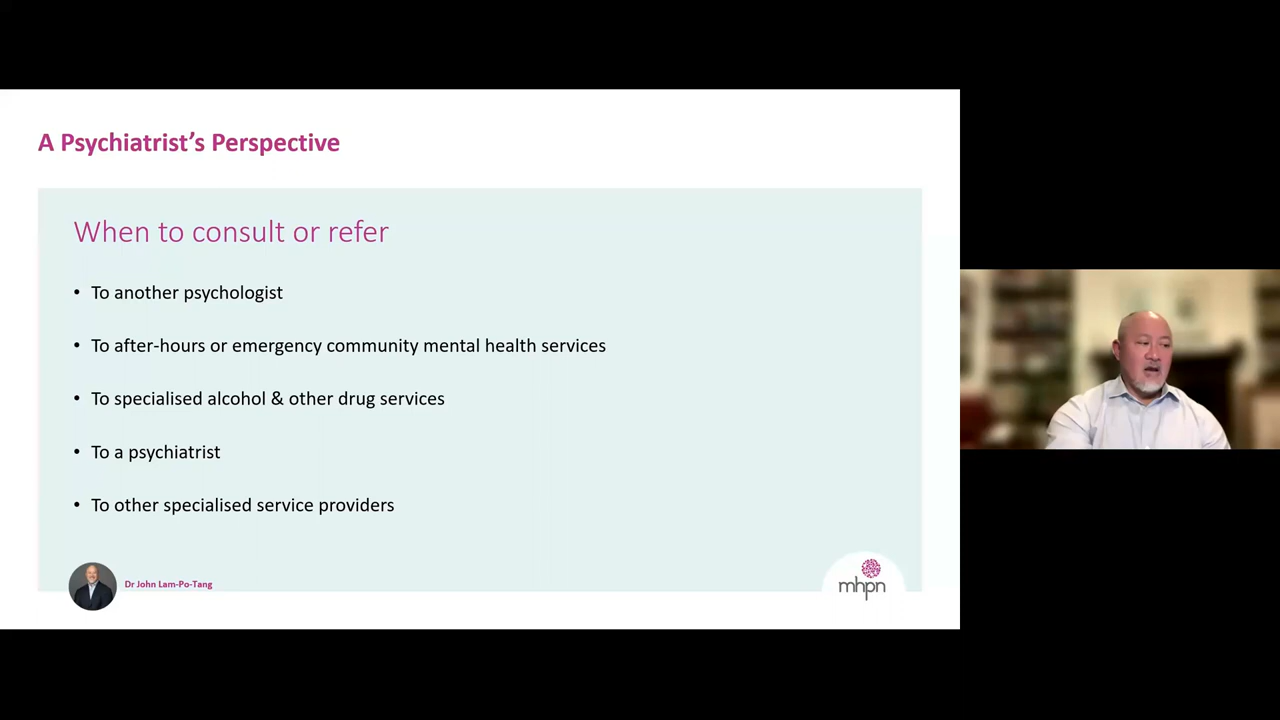 A Psychiatrist’s Perspective
When to consult or refer
• To another psychologist
• To after-hours or emergency community mental health services
• To specialised alcohol & other drug services
• To a psychiatrist
• To other specialised service providers
Dr John Lam-Po-Tang
mhpn